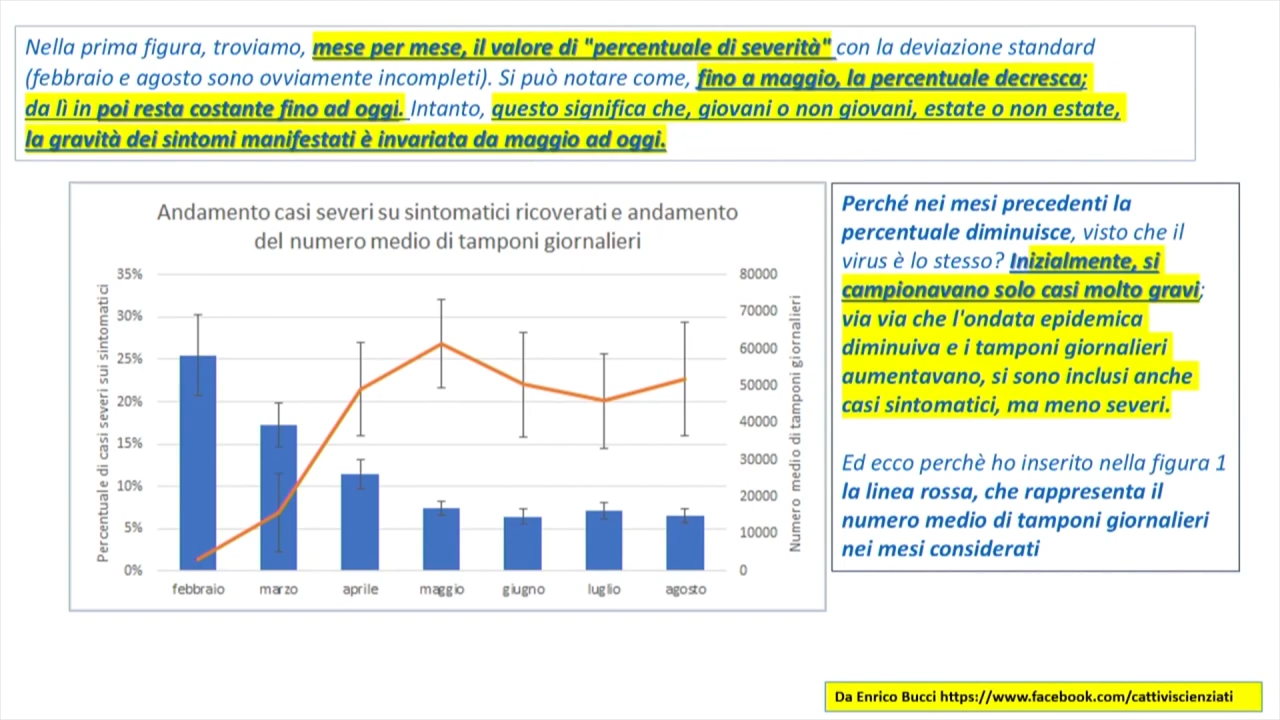 Nella prima figura, troviamo, mese per mese, il valore di "percentuale di severità" con la deviazione standard
(febbraio e agosto sono ovviamente incompleti). Si può notare come, fino a maggio, la percentuale decresca;
da lì in poi resta costante fino ad oggi. Intanto, questo significa che, giovani o non giovani, estate o non estate,
la gravità dei sintomi manifestati è invariata da maggio ad oggi.
Andamento casi severi su sintomatici ricoverati e andamento
del numero medio di tamponi giornalieri
Percentuale di casi severi sui sintomatici
35%
30%
25%
20%
15%
10%
5%
0%
80000
70000
60000
50000
40000
30000
20000
10000
0
Numero medio di tamponi giornalieri
febbraio marzo aprile maggio giugno luglio agosto
Perché nei mesi precedenti la
percentuale diminuisce, visto che il
virus è lo stesso? Inizialmente, si
campionavano solo casi molto gravi;
via via che l'ondata epidemica
diminuiva e i tamponi giornalieri
aumentavano, si sono inclusi anche
casi sintomatici, ma meno severi.
Ed ecco perchè ho inserito nella figura 1
la linea rossa, che rappresenta il
numero medio di tamponi giornalieri
nei mesi considerati
Da Enrico Bucci https://www.facebook.com/cattiviscienziati